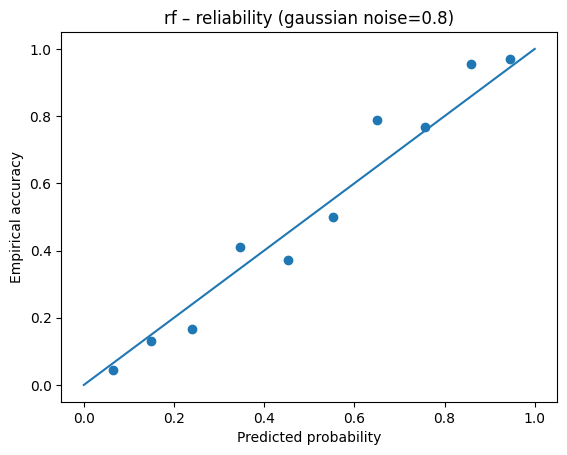 rf – reliability (gaussian noise=0.8)
1.0
0.8
0.6
0.4
0.2
0.0
Empirical accuracy
0.0 0.2 0.4 0.6 0.8 1.0
Predicted probability